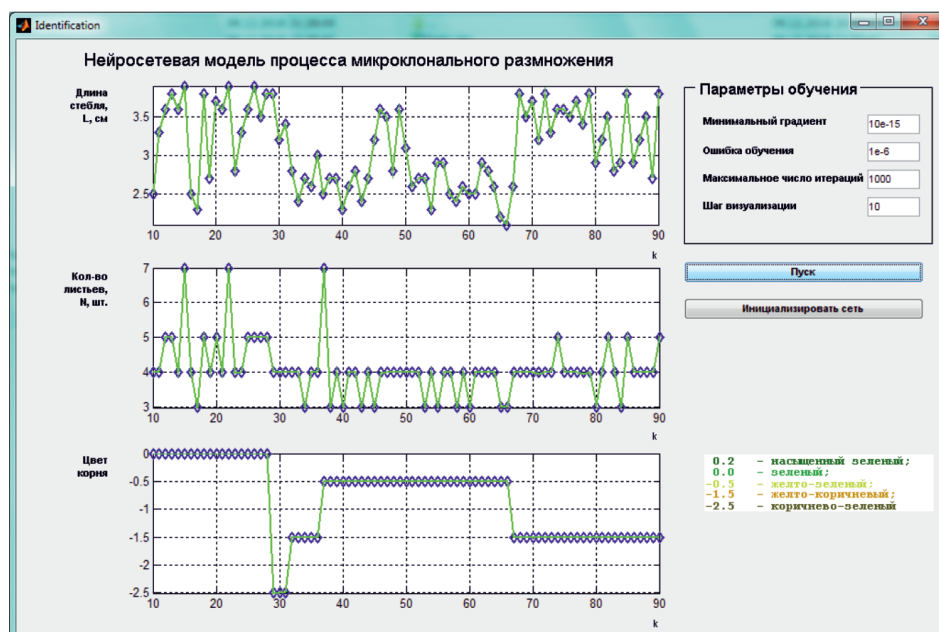 Identification
Нейросетевая модель процесса микроклонального размножения
Длина
стебля,
L, см
3.5
3
2.5
10 20 30 40 50 60 70 80 90
k
Кол-во
листьев,
N, шт.
7
6
5
4
3
10 20 30 40 50 60 70 80 90
k
Цвет
корня
0
-0.5
-1
-1.5
-2
-2.5
10 20 30 40 50 60 70 80 90
k
Параметры обучения
Минимальный градиент 10e-15
Ошибка обучения 1e-6
Максимальное число итераций 1000
Шаг визуализации 10
Пуск
Инициализировать сеть
0.2 - насыщенный зеленый;
0.0 - зеленый;
-0.5 - желто-зеленый;
-1.5 - желто-коричневый;
-2.5 - коричнево-зеленый